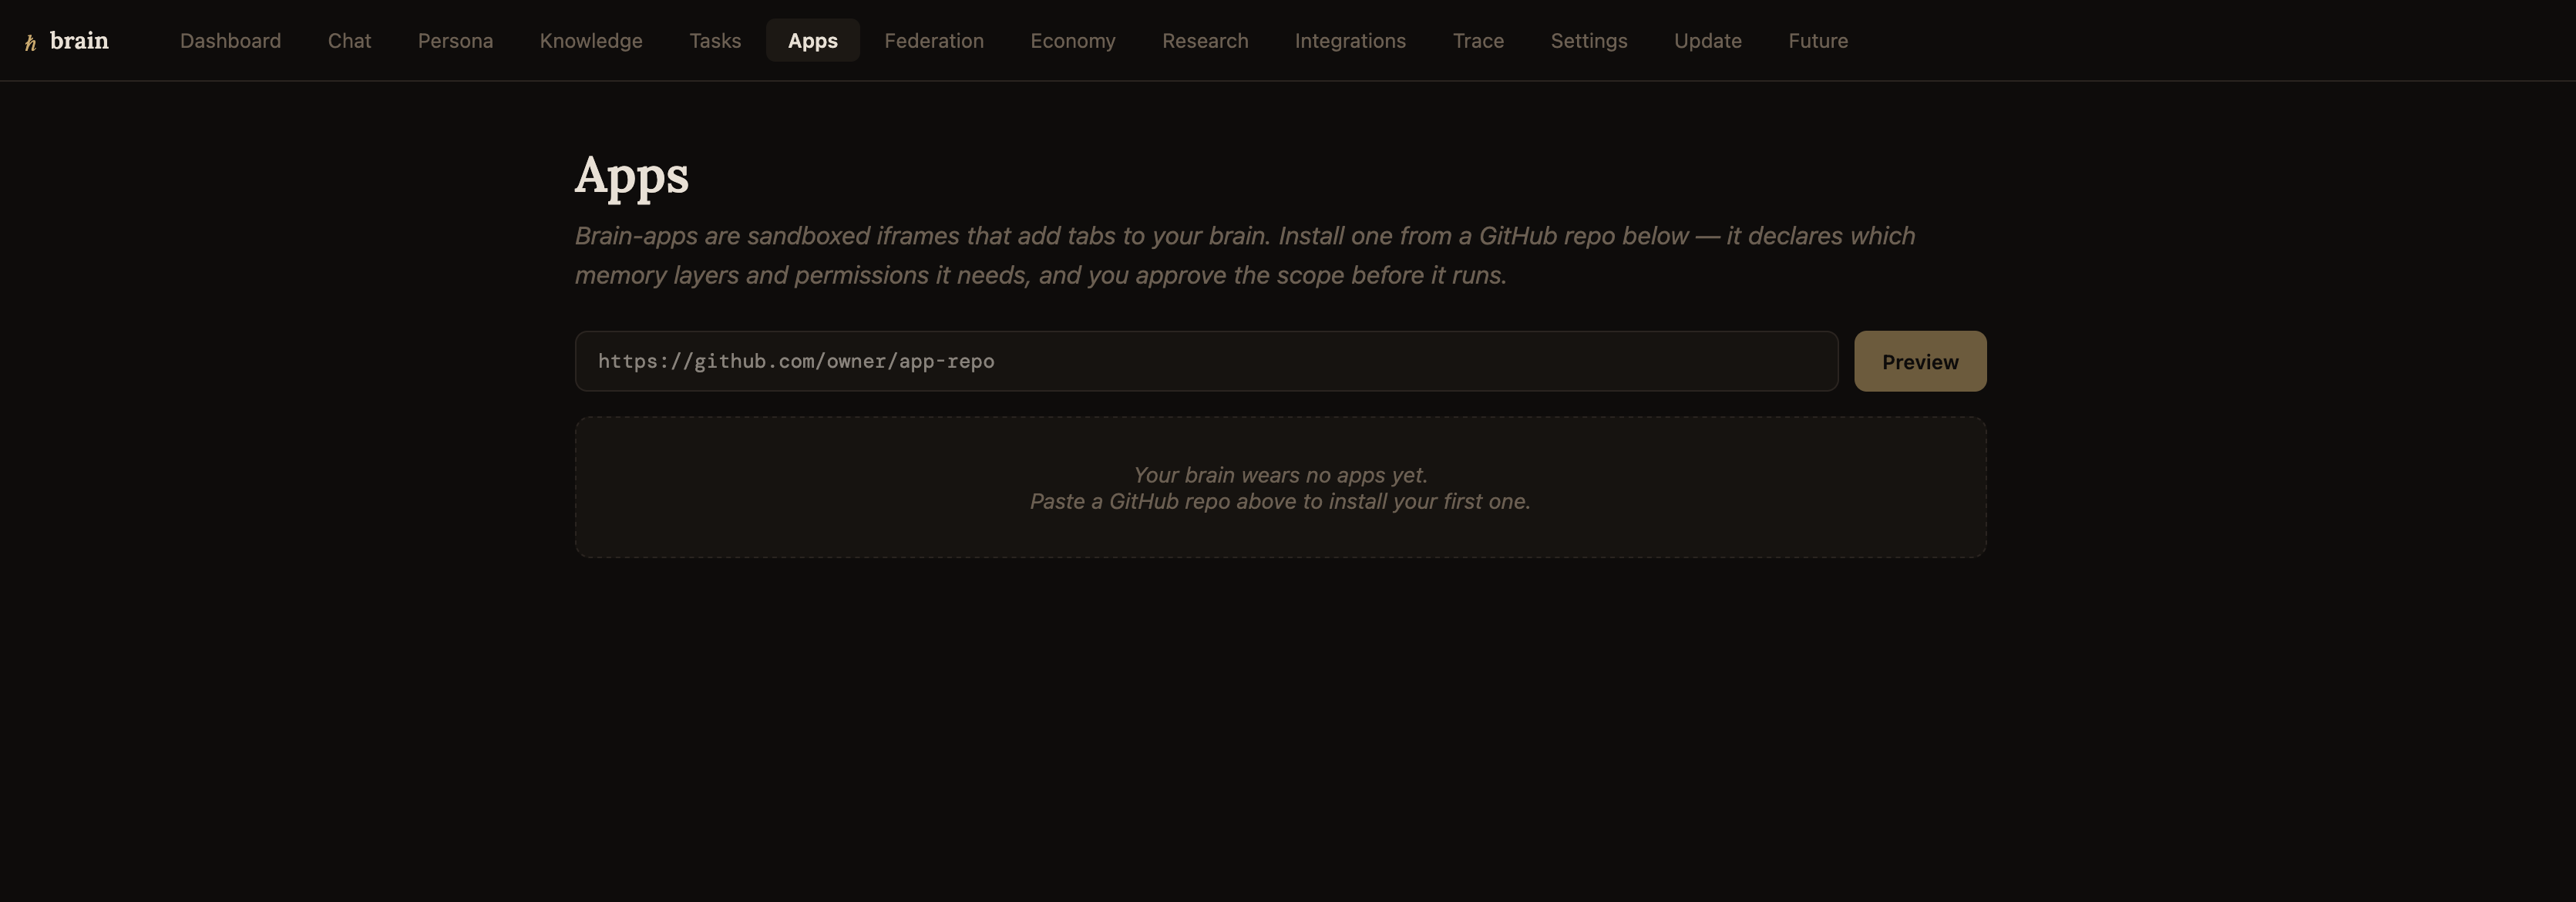 ℏ brain Dashboard Chat Persona Knowledge Tasks Apps Federation Economy Research Integrations Trace Settings Update Future
Apps
Brain-apps are sandboxed iframes that add tabs to your brain. Install one from a GitHub repo below — it declares which
memory layers and permissions it needs, and you approve the scope before it runs.
https://github.com/owner/app-repo Preview
Your brain wears no apps yet.
Paste a GitHub repo above to install your first one.